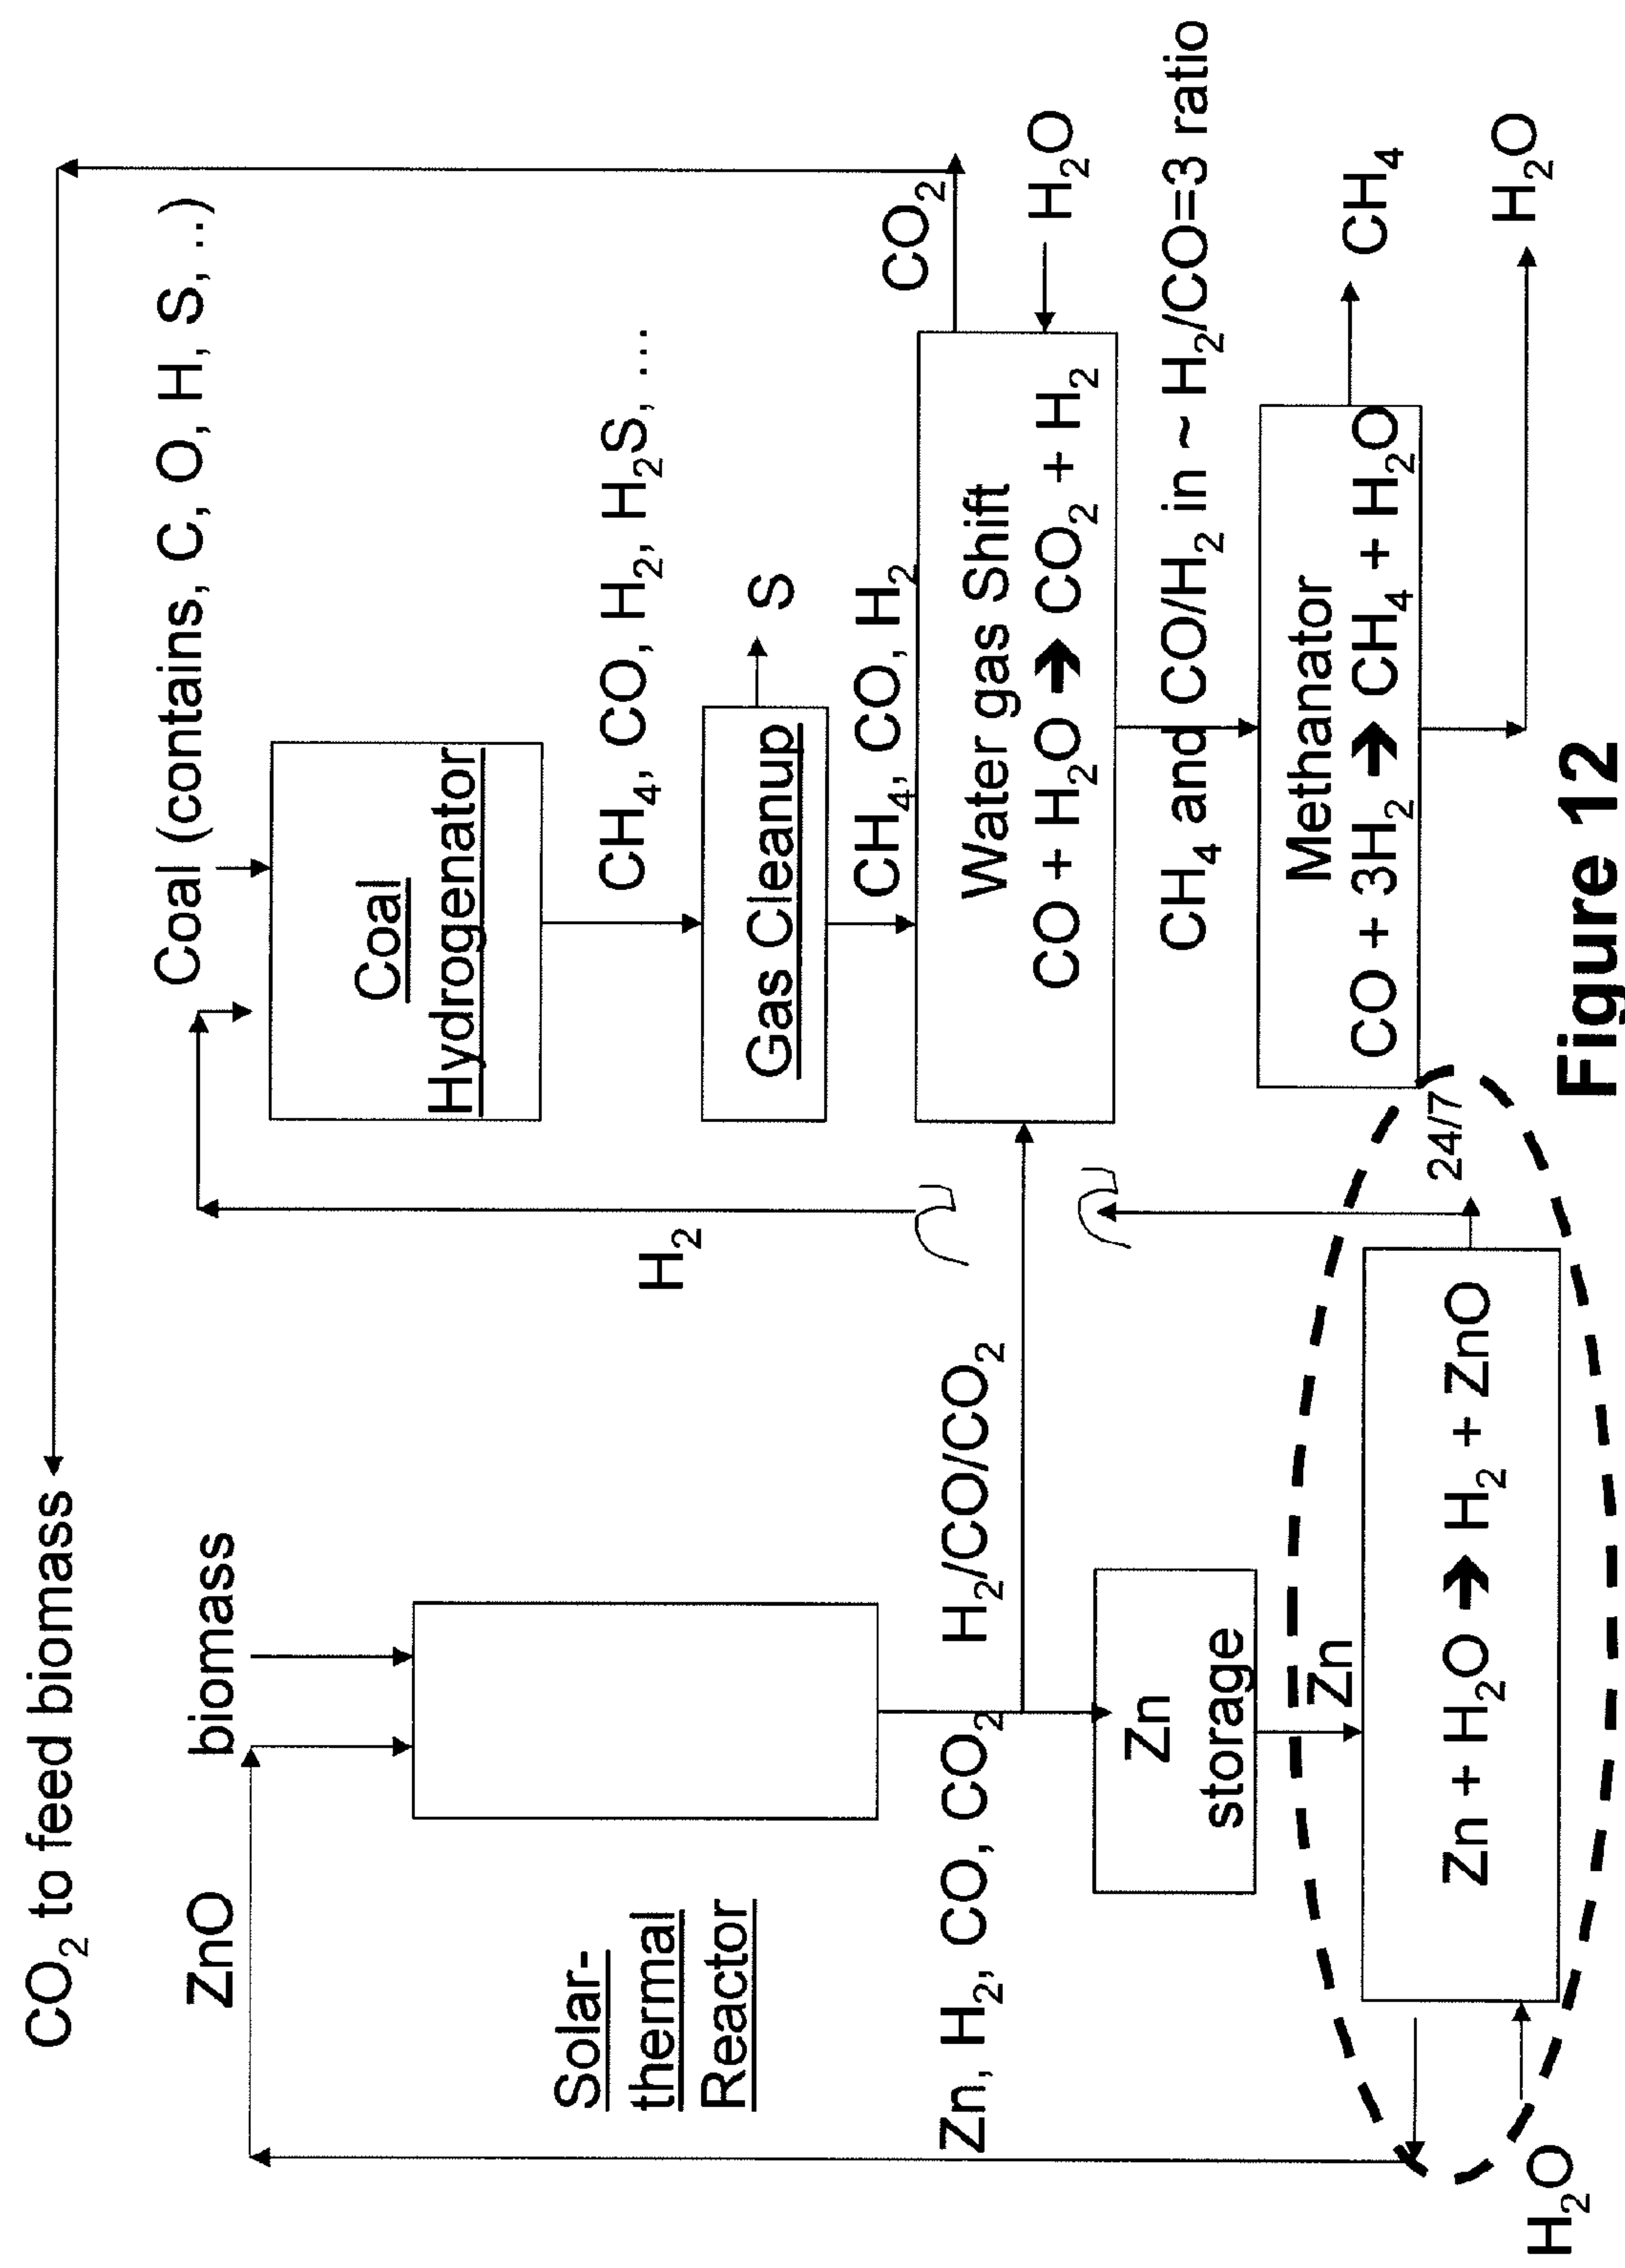 CO₂ to feed biomass
ZnO
biomass
Coal (contains, C, O, H, S, ..)
Solar-
thermal
Reactor
Coal
Hydrogenator
H₂
CH₄, CO, H₂, H₂S, ...
Gas Cleanup
S
CH₄, CO, H₂
CO₂
Zn, H₂, CO, CO₂
H₂/CO/CO₂
Water gas Shift
CO + H₂O ➔ CO₂ + H₂
H₂O
Zn
storage
CH₄ and CO/H₂ in ~ H₂/CO=3 ratio
Zn
Methanator
CO + 3H₂ ➔ CH₄ + H₂O
CH₄
Zn + H₂O ➔ H₂ + ZnO
24/7
H₂O
H₂O
Figure 12